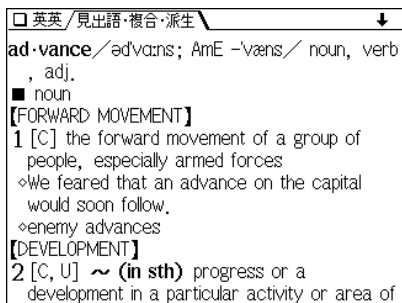 □ 英英/見出語·複合·派生
ad·vance/ədˈvɑːns; AmE -ˈvæns/ noun, verb
, adj.
■ noun
【FORWARD MOVEMENT】
1 [C] the forward movement of a group of
people, especially armed forces
◇We feared that an advance on the capital
would soon follow.
◇enemy advances
【DEVELOPMENT】
2 [C, U] ~ (in sth) progress or a
development in a particular activity or area of